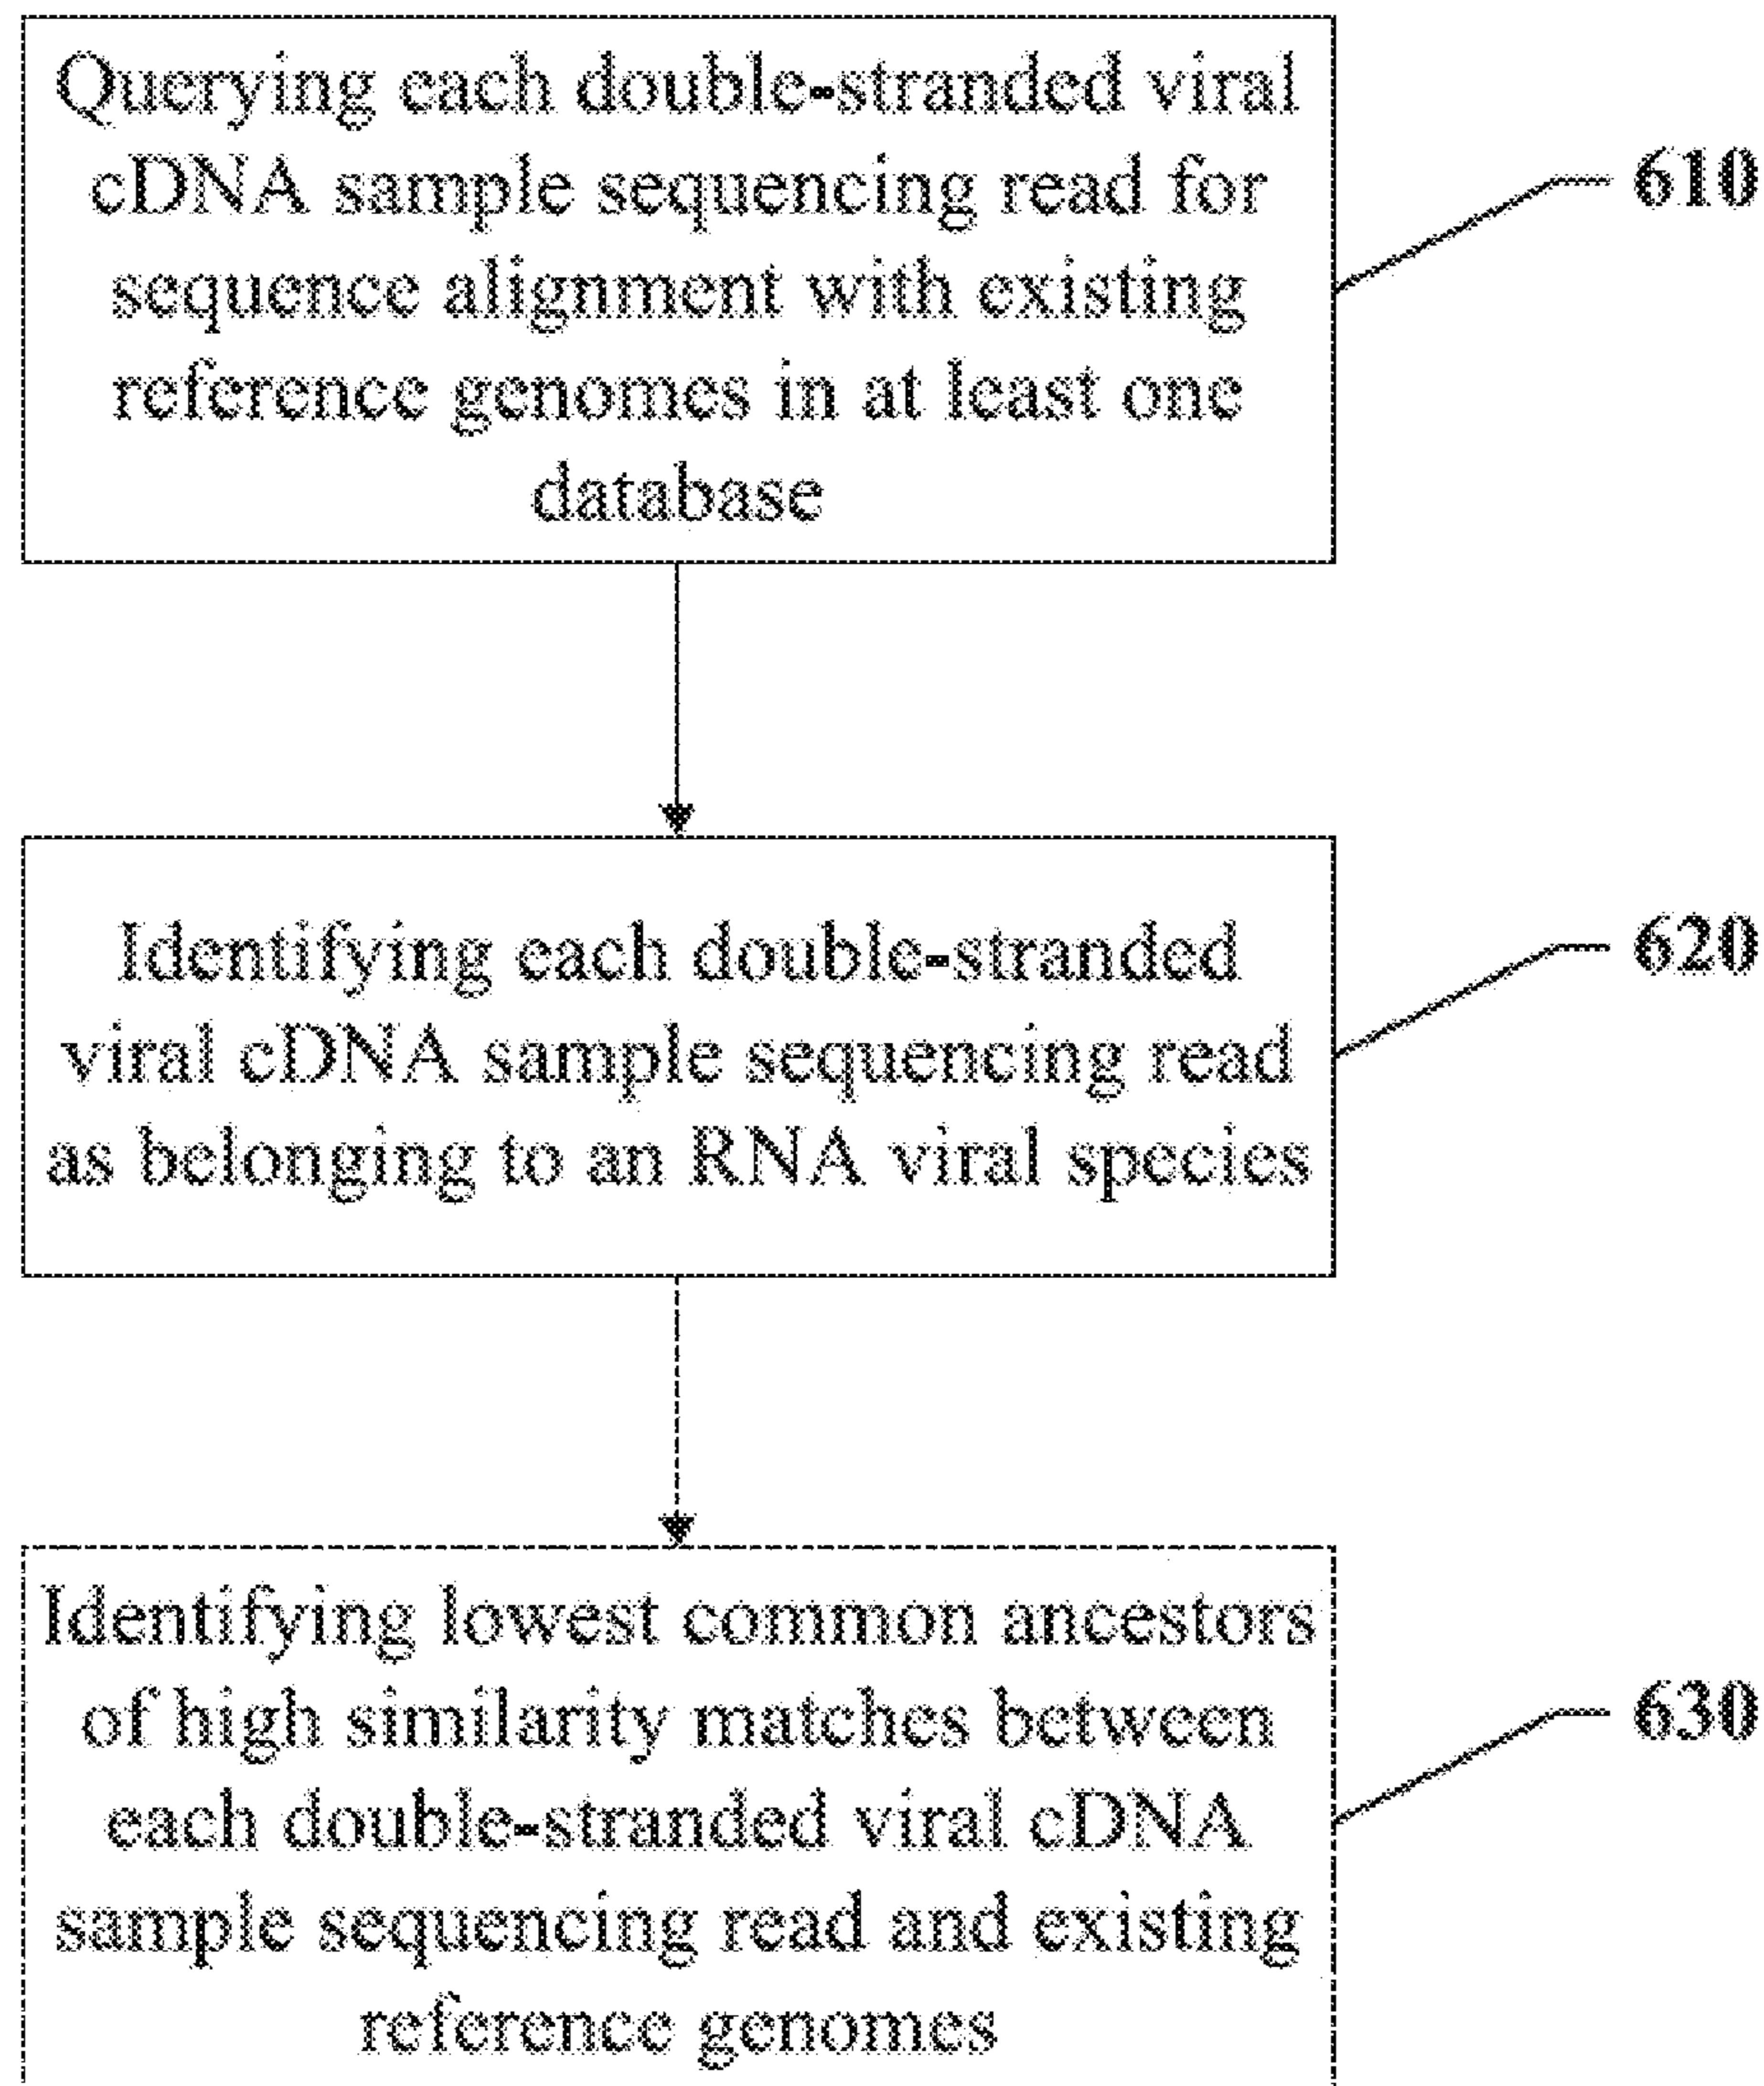 Querying each double-stranded viral
cDNA sample sequencing read for
sequence alignment with existing
reference genomes in at least one
database
610
Identifying each double-stranded
viral cDNA sample sequencing read
as belonging to an RNA viral species
620
Identifying lowest common ancestors
of high similarity matches between
each double-stranded viral cDNA
sample sequencing read and existing
reference genomes
630